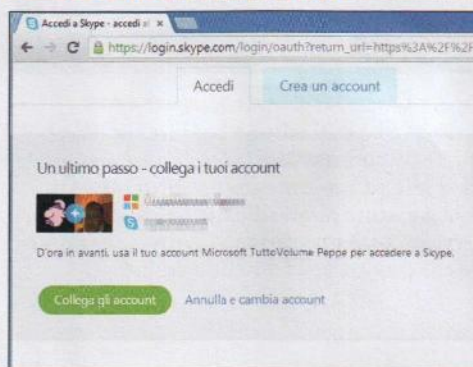 Accedi a Skype - accedi al
https://login.skype.com/login/oauth?return_url=https%3A%2F%2F
Accedi
Crea un account
Un ultimo passo - collega i tuoi account
D'ora in avanti, usa il tuo account Microsoft TuttoVolume Peppe per accedere a Skype.
Collega gli account
Annulla e cambia account